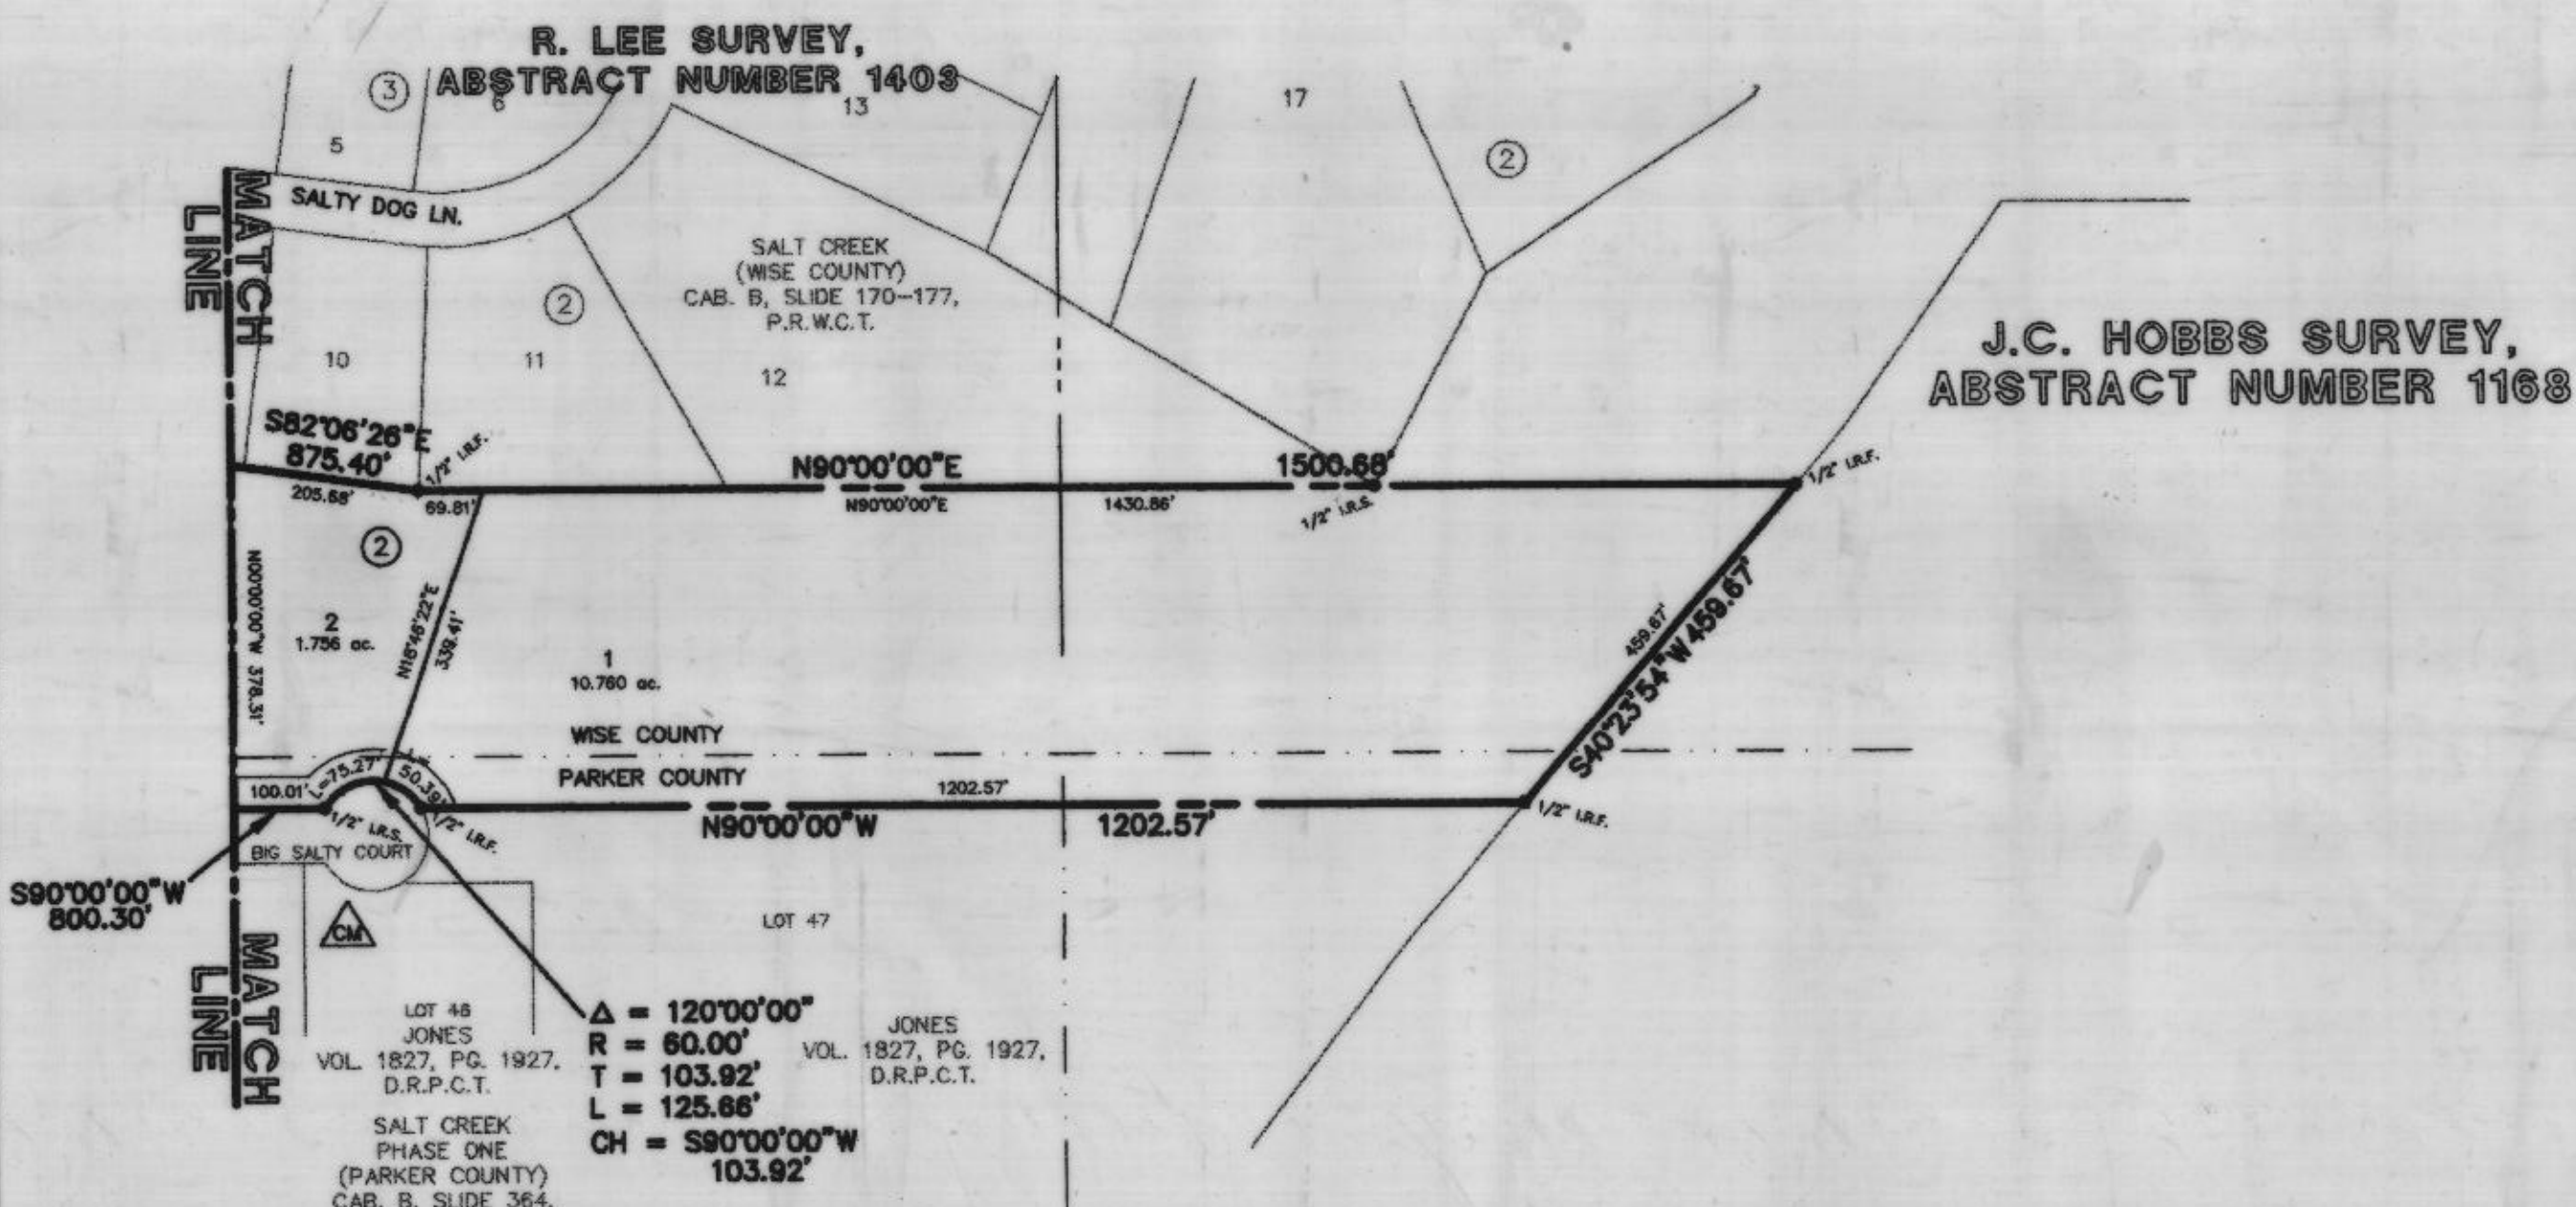 R. LEE SURVEY,
ABSTRACT NUMBER 1403
3
6
13
17
5
2
MATCH
LINE
SALTY DOG LN.
SALT CREEK
(WISE COUNTY)
CAB. B, SLIDE 170-177,
P.R.W.C.T.
2
10
11
12
J.C. HOBBS SURVEY,
ABSTRACT NUMBER 1168
S82°06'26"E
875.40'
1/2" I.R.F.
N90°00'00"E
1500.68'
1/2" I.R.F.
205.68'
69.81'
N90°00'00"E
1430.86'
1/2" I.R.S.
2
N00°00'00"W 378.31'
2
1.756 ac.
N16°46'22"E
339.41'
1
10.760 ac.
459.67'
S40°23'54"W 459.67'
WISE COUNTY
PARKER COUNTY
100.01'
L=75.27'
L=
50.39'
1202.57'
1/2" I.R.S.
1/2" I.R.F.
N90°00'00"W
1202.57'
1/2" I.R.F.
BIG SALTY COURT
S90°00'00"W
800.30'
CM
LOT 47
MATCH
LINE
LOT 46
JONES
VOL. 1827, PG. 1927,
D.R.P.C.T.
Δ = 120°00'00"
R = 60.00'
T = 103.92'
L = 125.66'
CH = S90°00'00"W
103.92'
JONES
VOL. 1827, PG. 1927,
D.R.P.C.T.
SALT CREEK
PHASE ONE
(PARKER COUNTY)
CAB. B, SLIDE 364,